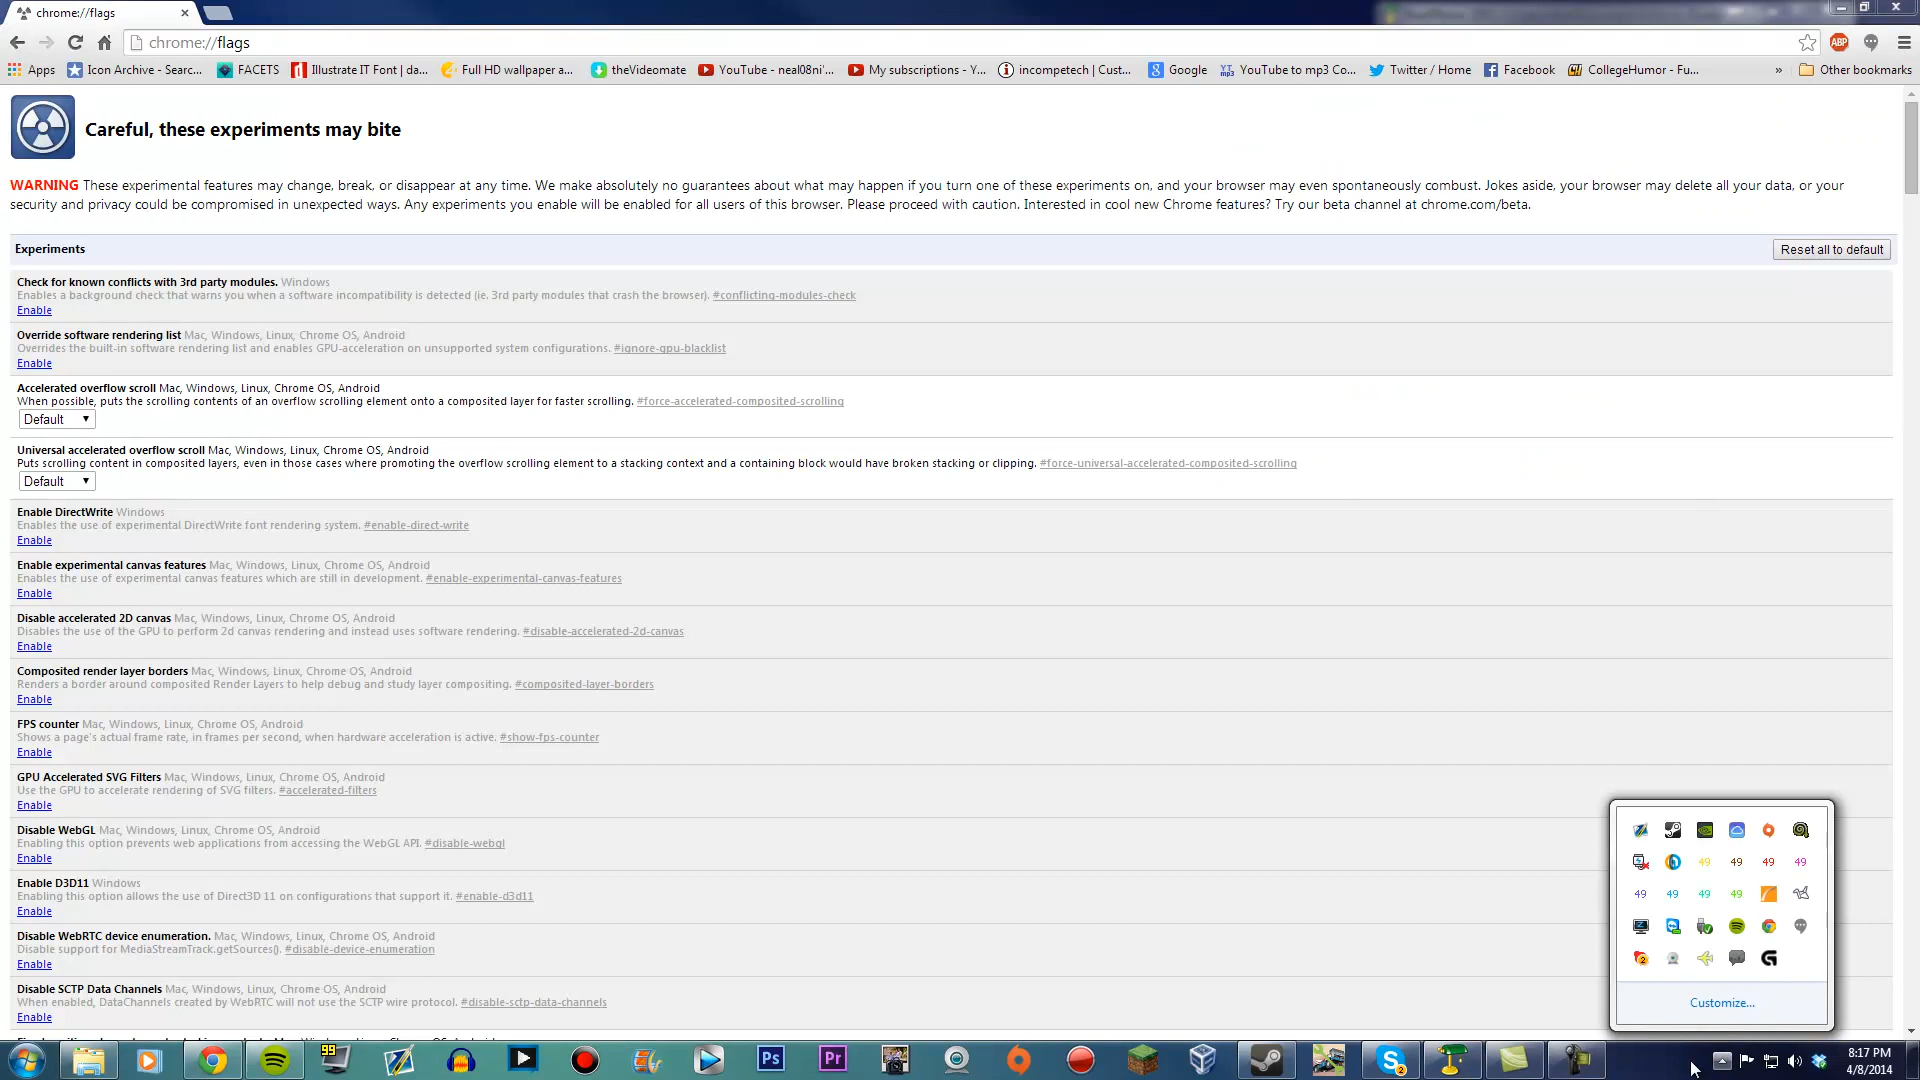 chrome://flags
chrome://flags
Apps Icon Archive - Searc... FACETS Illustrate IT Font | da... Full HD wallpaper a... theVideomate YouTube - neal08ni'... My subscriptions - Y... incompetech | Cust... Google YouTube to mp3 Co... Twitter / Home Facebook CollegeHumor - Fu... » Other bookmarks
Careful, these experiments may bite
WARNING These experimental features may change, break, or disappear at any time. We make absolutely no guarantees about what may happen if you turn one of these experiments on, and your browser may even spontaneously combust. Jokes aside, your browser may delete all your data, or your
security and privacy could be compromised in unexpected ways. Any experiments you enable will be enabled for all users of this browser. Please proceed with caution. Interested in cool new Chrome features? Try our beta channel at chrome.com/beta.
Experiments
Reset all to default
Check for known conflicts with 3rd party modules. Windows
Enables a background check that warns you when a software incompatibility is detected (ie. 3rd party modules that crash the browser). #conflicting-modules-check
Enable
Override software rendering list Mac, Windows, Linux, Chrome OS, Android
Overrides the built-in software rendering list and enables GPU-acceleration on unsupported system configurations. #ignore-gpu-blacklist
Enable
Accelerated overflow scroll Mac, Windows, Linux, Chrome OS, Android
When possible, puts the scrolling contents of an overflow scrolling element onto a composited layer for faster scrolling. #force-accelerated-composited-scrolling
Default
Universal accelerated overflow scroll Mac, Windows, Linux, Chrome OS, Android
Puts scrolling content in composited layers, even in those cases where promoting the overflow scrolling element to a stacking context and a containing block would have broken stacking or clipping. #force-universal-accelerated-composited-scrolling
Default
Enable DirectWrite Windows
Enables the use of experimental DirectWrite font rendering system. #enable-direct-write
Enable
Enable experimental canvas features Mac, Windows, Linux, Chrome OS, Android
Enables the use of experimental canvas features which are still in development. #enable-experimental-canvas-features
Enable
Disable accelerated 2D canvas Mac, Windows, Linux, Chrome OS, Android
Disables the use of the GPU to perform 2d canvas rendering and instead uses software rendering. #disable-accelerated-2d-canvas
Enable
Composited render layer borders Mac, Windows, Linux, Chrome OS, Android
Renders a border around composited Render Layers to help debug and study layer compositing. #composited-layer-borders
Enable
FPS counter Mac, Windows, Linux, Chrome OS, Android
Shows a page's actual frame rate, in frames per second, when hardware acceleration is active. #show-fps-counter
Enable
GPU Accelerated SVG Filters Mac, Windows, Linux, Chrome OS, Android
Use the GPU to accelerate rendering of SVG filters. #accelerated-filters
Enable
Disable WebGL Mac, Windows, Linux, Chrome OS, Android
Enabling this option prevents web applications from accessing the WebGL API. #disable-webgl
Enable
Enable D3D11 Windows
Enabling this option allows the use of Direct3D 11 on configurations that support it. #enable-d3d11
Enable
Disable WebRTC device enumeration. Mac, Windows, Linux, Chrome OS, Android
Disable support for MediaStreamTrack.getSources(). #disable-device-enumeration
Enable
Disable SCTP Data Channels Mac, Windows, Linux, Chrome OS, Android
When enabled, DataChannels created by WebRTC will not use the SCTP wire protocol. #disable-sctp-data-channels
Enable
49 49 49 49
49 49 49 49
2
Customize...
99
Ps
Pr
2
8:17 PM
4/8/2014
ABP